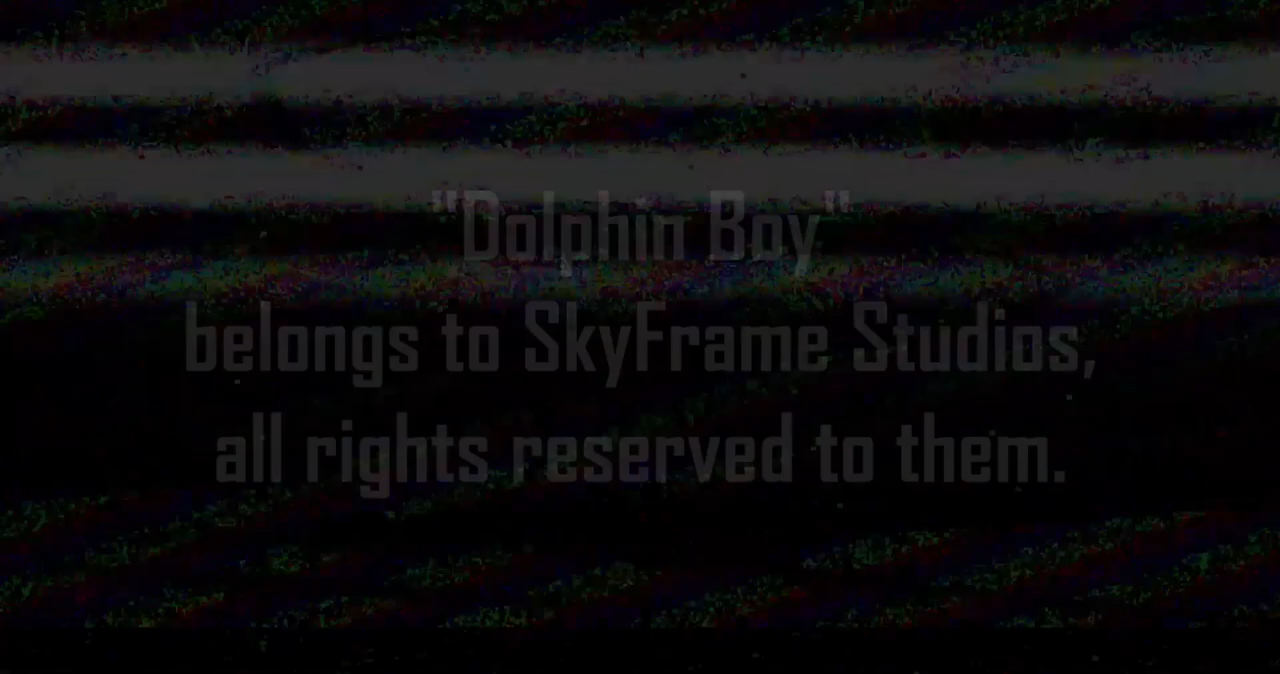 "Dolphin Boy"
belongs to SkyFrame Studios,
all rights reserved to them.